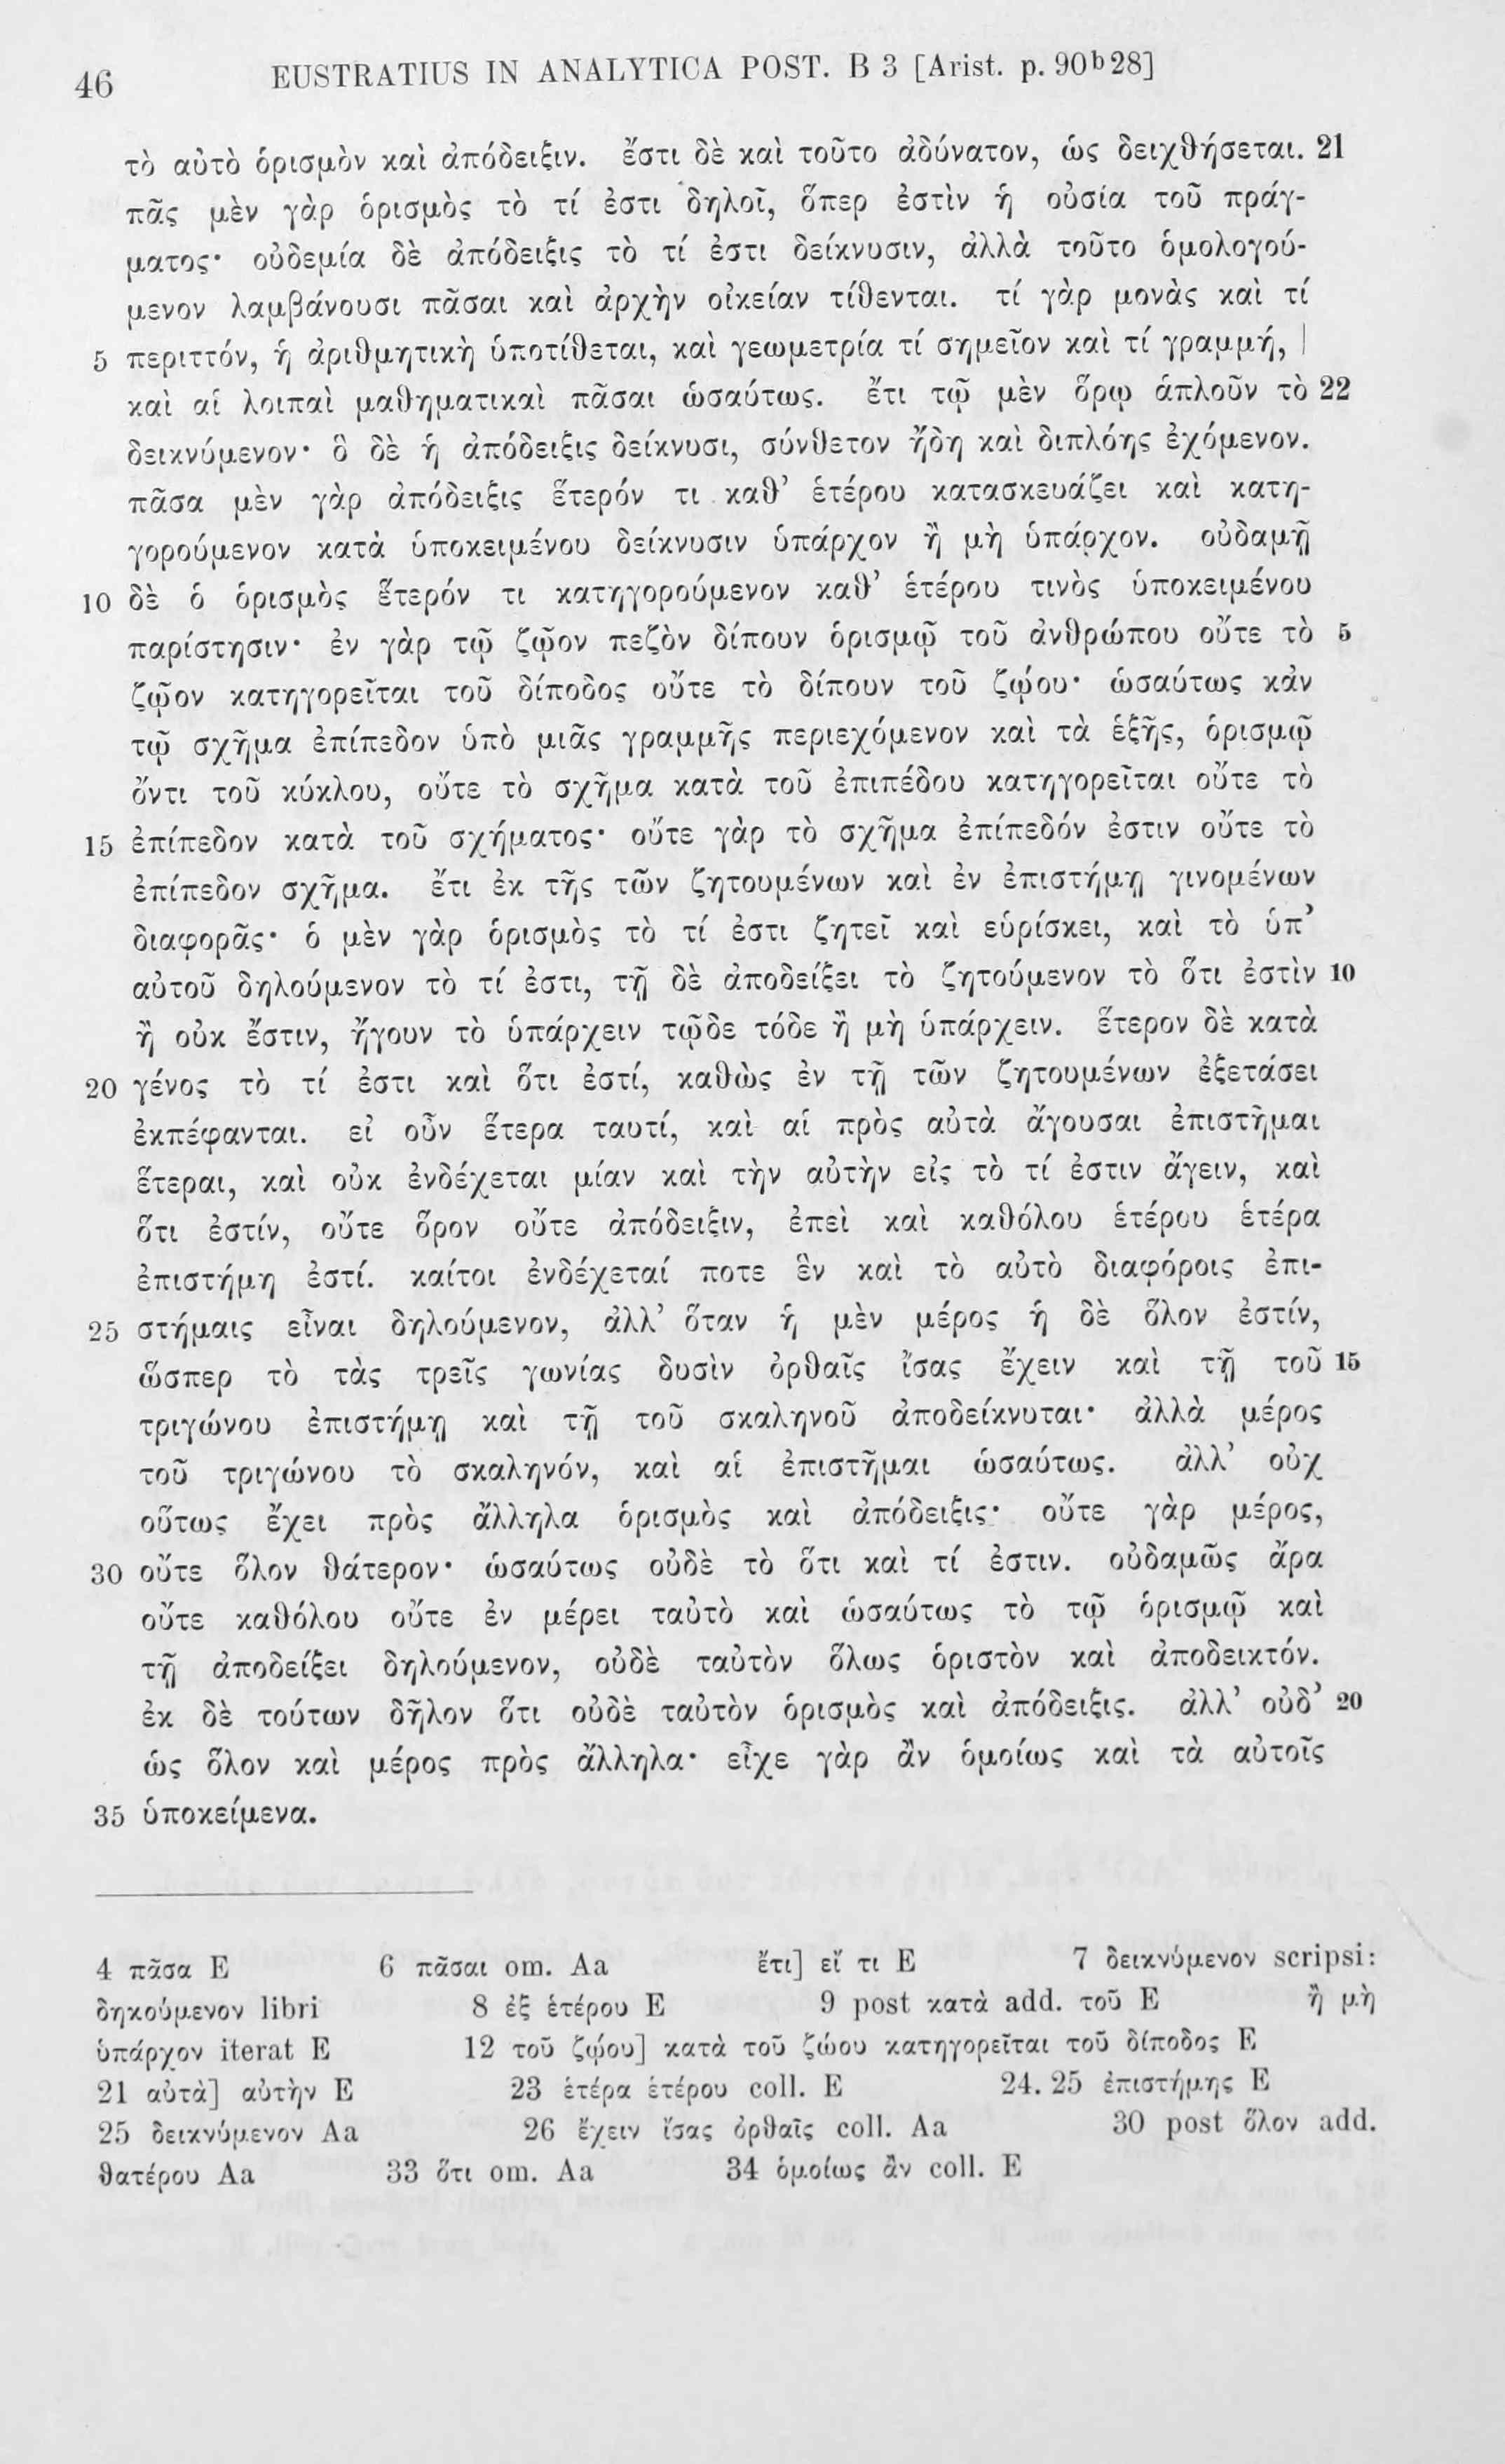 46 EUSTRATIUS IN ANALYTICA POST. B 3 [Arist. p. 90ᵇ28]
τὸ αὐτὸ ὁρισμὸν καὶ ἀπόδειξιν. ἔστι δὲ καὶ τοῦτο ἀδύνατον, ὡς δειχθήσεται. 21
πᾶς μὲν γὰρ ὁρισμὸς τὸ τί ἐστι δηλοῖ, ὅπερ ἐστὶν ἡ οὐσία τοῦ πράγ-
ματος· οὐδεμία δὲ ἀπόδειξις τὸ τί ἐστι δείκνυσιν, ἀλλὰ τοῦτο ὁμολογού-
μενον λαμβάνουσι πᾶσαι καὶ ἀρχὴν οἰκείαν τίθενται. τί γὰρ μονὰς καὶ τί
5 περιττόν, ἡ ἀριθμητικὴ ὑποτίθεται, καὶ γεωμετρία τί σημεῖον καὶ τί γραμμή, |
καὶ αἱ λοιπαὶ μαθηματικαὶ πᾶσαι ὡσαύτως. ἔτι τῷ μὲν ὅρῳ ἁπλοῦν τὸ 22
δεικνύμενον· ὃ δὲ ἡ ἀπόδειξις δείκνυσι, σύνθετον ἤδη καὶ διπλόης ἐχόμενον.
πᾶσα μὲν γὰρ ἀπόδειξις ἕτερόν τι καθ’ ἑτέρου κατασκευάζει καὶ κατη-
γορούμενον κατὰ ὑποκειμένου δείκνυσιν ὑπάρχον ἢ μὴ ὑπάρχον. οὐδαμῇ
10 δὲ ὁ ὁρισμὸς ἕτερόν τι κατηγορούμενον καθ’ ἑτέρου τινὸς ὑποκειμένου
παρίστησιν· ἐν γὰρ τῷ ζῷον πεζὸν δίπουν ὁρισμῷ τοῦ ἀνθρώπου οὔτε τὸ 5
ζῷον κατηγορεῖται τοῦ δίποδος οὔτε τὸ δίπουν τοῦ ζῴου· ὡσαύτως κἀν
τῷ σχῆμα ἐπίπεδον ὑπὸ μιᾶς γραμμῆς περιεχόμενον καὶ τὰ ἑξῆς, ὁρισμῷ
ὄντι τοῦ κύκλου, οὔτε τὸ σχῆμα κατὰ τοῦ ἐπιπέδου κατηγορεῖται οὔτε τὸ
15 ἐπίπεδον κατὰ τοῦ σχήματος· οὔτε γὰρ τὸ σχῆμα ἐπίπεδόν ἐστιν οὔτε τὸ
ἐπίπεδον σχῆμα. ἔτι ἐκ τῆς τῶν ζητουμένων καὶ ἐν ἐπιστήμῃ γινομένων
διαφορᾶς· ὁ μὲν γὰρ ὁρισμὸς τὸ τί ἐστι ζητεῖ καὶ εὑρίσκει, καὶ τὸ ὑπ’
αὐτοῦ δηλούμενον τὸ τί ἐστι, τῇ δὲ ἀποδείξει τὸ ζητούμενον τὸ ὅτι ἐστὶν 10
ἢ οὐκ ἔστιν, ἤγουν τὸ ὑπάρχειν τῷδε τόδε ἢ μὴ ὑπάρχειν. ἕτερον δὲ κατὰ
20 γένος τὸ τί ἐστι καὶ ὅτι ἐστί, καθὼς ἐν τῇ τῶν ζητουμένων ἐξετάσει
ἐκπέφανται. εἰ οὖν ἕτερα ταυτί, καὶ αἱ πρὸς αὐτὰ ἄγουσαι ἐπιστῆμαι
ἕτεραι, καὶ οὐκ ἐνδέχεται μίαν καὶ τὴν αὐτὴν εἰς τὸ τί ἐστιν ἄγειν, καὶ
ὅτι ἐστίν, οὔτε ὅρον οὔτε ἀπόδειξιν, ἐπεὶ καὶ καθόλου ἑτέρου ἑτέρα
ἐπιστήμη ἐστί. καίτοι ἐνδέχεταί ποτε ἓν καὶ τὸ αὐτὸ διαφόροις ἐπι-
25 στήμαις εἶναι δηλούμενον, ἀλλ’ ὅταν ἡ μὲν μέρος ἡ δὲ ὅλον ἐστίν,
ὥσπερ τὸ τὰς τρεῖς γωνίας δυσὶν ὀρθαῖς ἴσας ἔχειν καὶ τῇ τοῦ 15
τριγώνου ἐπιστήμῃ καὶ τῇ τοῦ σκαληνοῦ ἀποδείκνυται· ἀλλὰ μέρος
τοῦ τριγώνου τὸ σκαληνόν, καὶ αἱ ἐπιστῆμαι ὡσαύτως. ἀλλ’ οὐχ
οὕτως ἔχει πρὸς ἄλληλα ὁρισμὸς καὶ ἀπόδειξις· οὔτε γὰρ μέρος,
30 οὔτε ὅλον θάτερον· ὡσαύτως οὐδὲ τὸ ὅτι καὶ τί ἐστιν. οὐδαμῶς ἄρα
οὔτε καθόλου οὔτε ἐν μέρει ταὐτὸ καὶ ὡσαύτως τὸ τῷ ὁρισμῷ καὶ
τῇ ἀποδείξει δηλούμενον, οὐδὲ ταὐτὸν ὅλως ὁριστὸν καὶ ἀποδεικτόν.
ἐκ δὲ τούτων δῆλον ὅτι οὐδὲ ταὐτὸν ὁρισμὸς καὶ ἀπόδειξις. ἀλλ’ οὐδ’ 20
ὡς ὅλον καὶ μέρος πρὸς ἄλληλα· εἶχε γὰρ ἂν ὁμοίως καὶ τὰ αὐτοῖς
35 ὑποκείμενα.
4 πᾶσα E 6 πᾶσαι om. Aa ἔτι] εἴ τι E 7 δεικνύμενον scripsi:
δηκούμενον libri 8 ἐξ ἑτέρου E 9 post κατὰ add. τοῦ E ἢ μὴ
ὑπάρχον iterat E 12 τοῦ ζῴου] κατὰ τοῦ ζώου κατηγορεῖται τοῦ δίποδος E
21 αὐτὰ] αὐτὴν E 23 ἑτέρα ἑτέρου coll. E 24. 25 ἐπιστήμης E
25 δεικνύμενον Aa 26 ἔχειν ἴσας ὀρθαῖς coll. Aa 30 post ὅλον add.
θατέρου Aa 33 ὅτι om. Aa 34 ὁμοίως ἂν coll. E